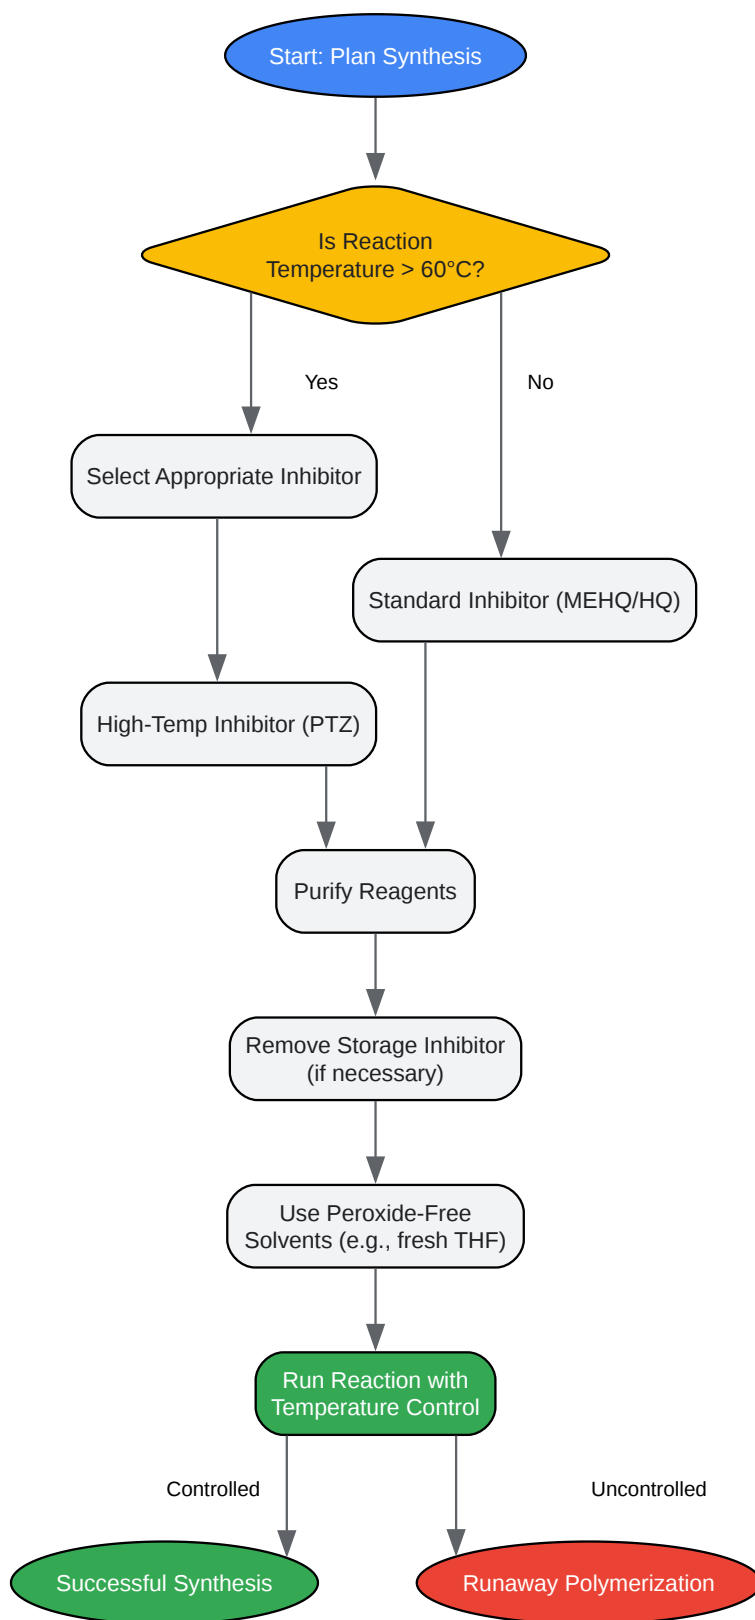 Start: Plan Synthesis
Is Reaction
Temperature > 60°C?
Yes
No
Select Appropriate Inhibitor
Standard Inhibitor (MEHQ/HQ)
High-Temp Inhibitor (PTZ)
Purify Reagents
Remove Storage Inhibitor
(if necessary)
Use Peroxide-Free
Solvents (e.g., fresh THF)
Run Reaction with
Temperature Control
Controlled
Uncontrolled
Successful Synthesis
Runaway Polymerization